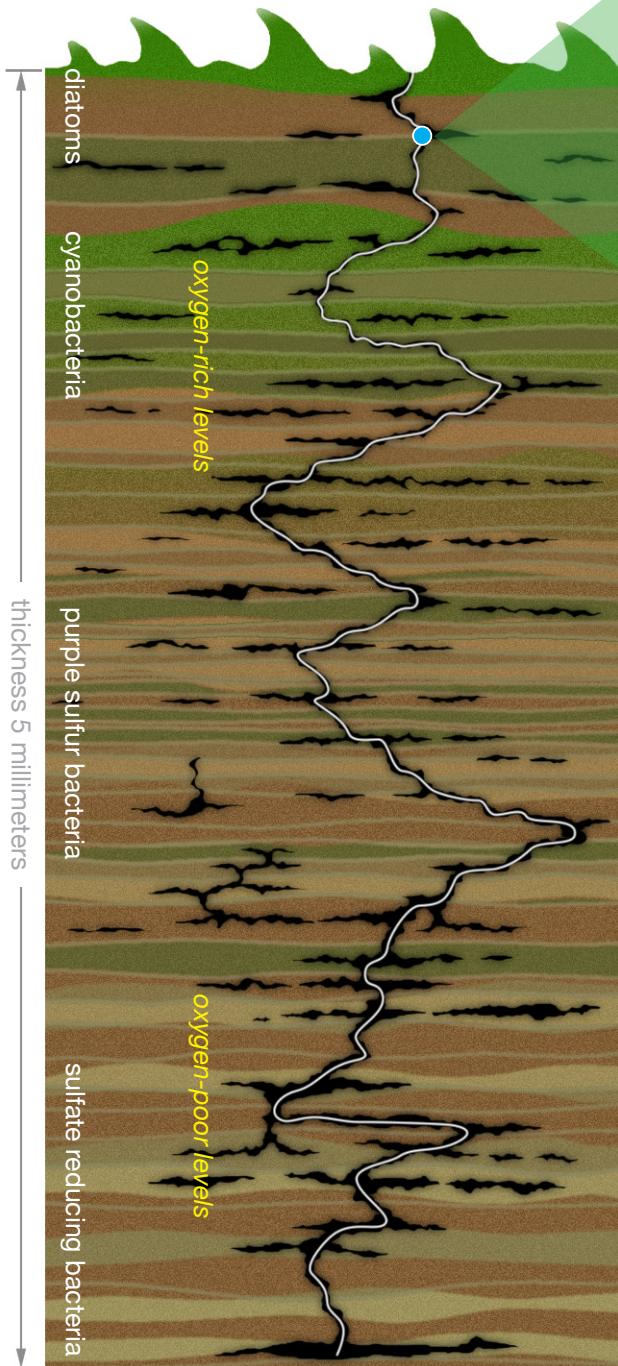 diatoms
cyanobacteria
oxygen-rich levels
purple sulfur bacteria
thickness 5 millimeters
oxygen-poor levels
sulfate reducing bacteria